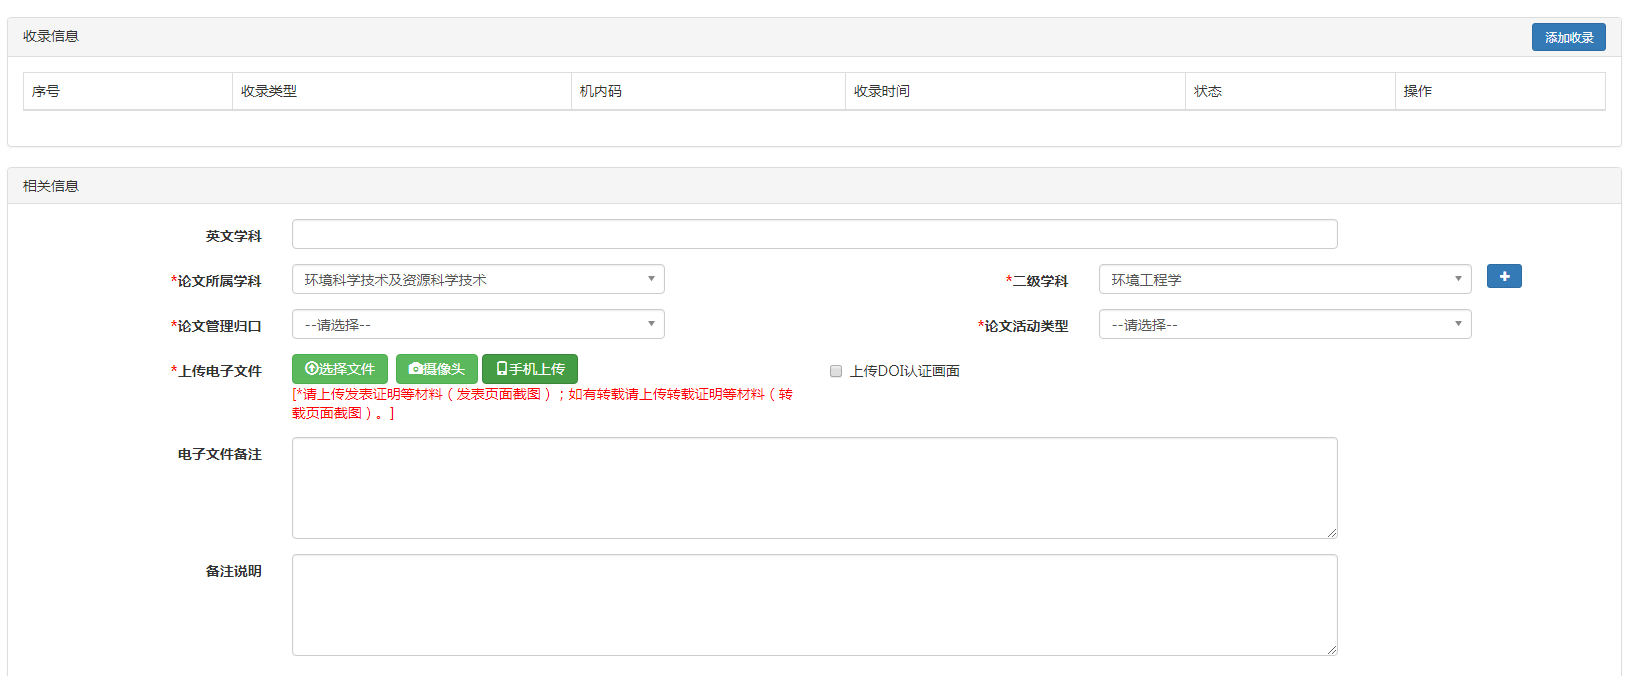 收录信息
添加收录
序号 收录类型 机内码 收录时间 状态 操作
相关信息
英文学科
*论文所属学科 环境科学技术及资源科学技术 *二级学科 环境工程学
*论文管理归口 --请选择-- *论文活动类型 --请选择--
*上传电子文件 选择文件 摄像头 手机上传 上传DOI认证画面
[*请上传发表证明等材料（发表页面截图）；如有转载请上传转载证明等材料（转
载页面截图）。]
电子文件备注
备注说明